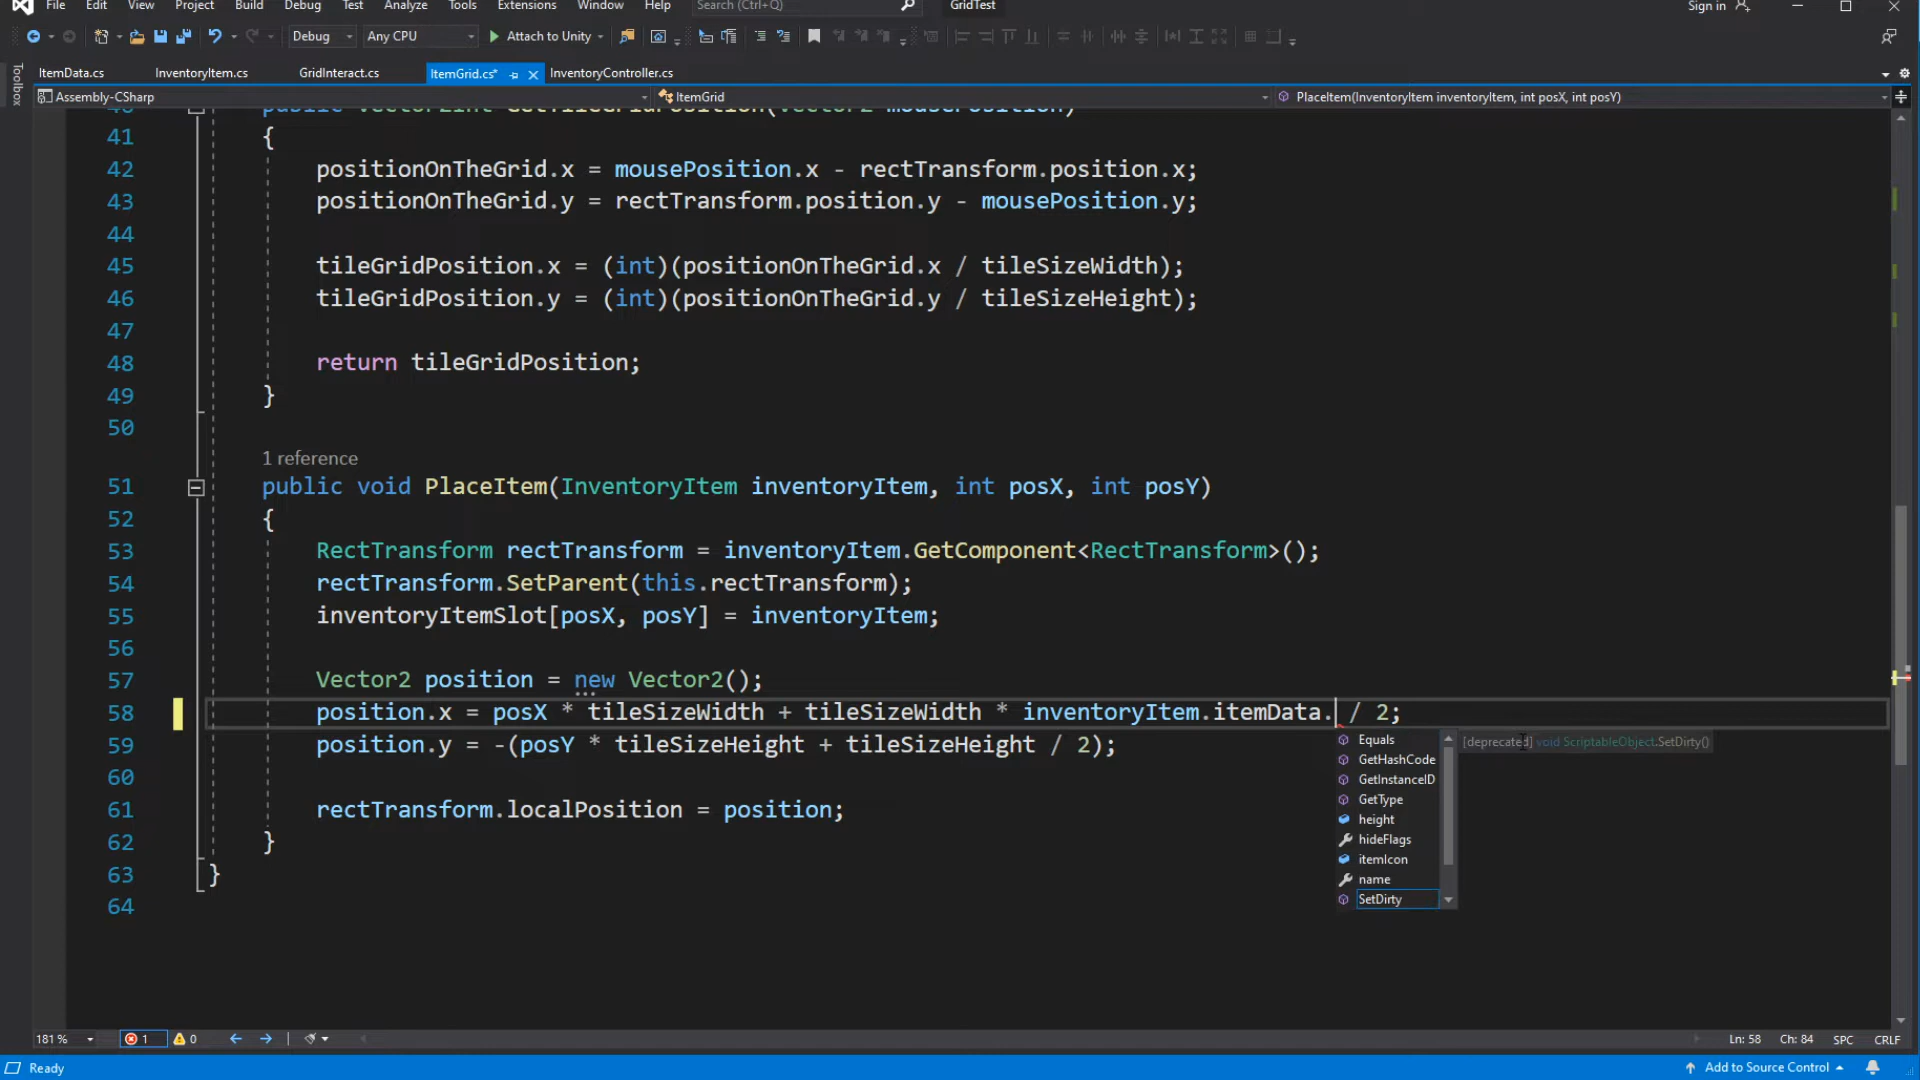 File Edit View Project Build Debug Test Analyze Tools Extensions Window Help Search (Ctrl+Q) GridTest Sign in
Debug Any CPU Attach to Unity
Toolbox
ItemData.cs InventoryItem.cs GridInteract.cs ItemGrid.cs* InventoryController.cs
Assembly-CSharp ItemGrid PlaceItem(InventoryItem inventoryItem, int posX, int posY)
41 {
42 positionOnTheGrid.x = mousePosition.x - rectTransform.position.x;
43 positionOnTheGrid.y = rectTransform.position.y - mousePosition.y;
44
45 tileGridPosition.x = (int)(positionOnTheGrid.x / tileSizeWidth);
46 tileGridPosition.y = (int)(positionOnTheGrid.y / tileSizeHeight);
47
48 return tileGridPosition;
49 }
50
1 reference
51 public void PlaceItem(InventoryItem inventoryItem, int posX, int posY)
52 {
53 RectTransform rectTransform = inventoryItem.GetComponent<RectTransform>();
54 rectTransform.SetParent(this.rectTransform);
55 inventoryItemSlot[posX, posY] = inventoryItem;
56
57 Vector2 position = new Vector2();
58 position.x = posX * tileSizeWidth + tileSizeWidth * inventoryItem.itemData. / 2;
59 position.y = -(posY * tileSizeHeight + tileSizeHeight / 2);
60
61 rectTransform.localPosition = position;
62 }
63 }
64
Equals [deprecated] void ScriptableObject.SetDirty()
GetHashCode
GetInstanceID
GetType
height
hideFlags
itemIcon
name
SetDirty
181 % 1 0 Ln: 58 Ch: 84 SPC CRLF
Ready Add to Source Control